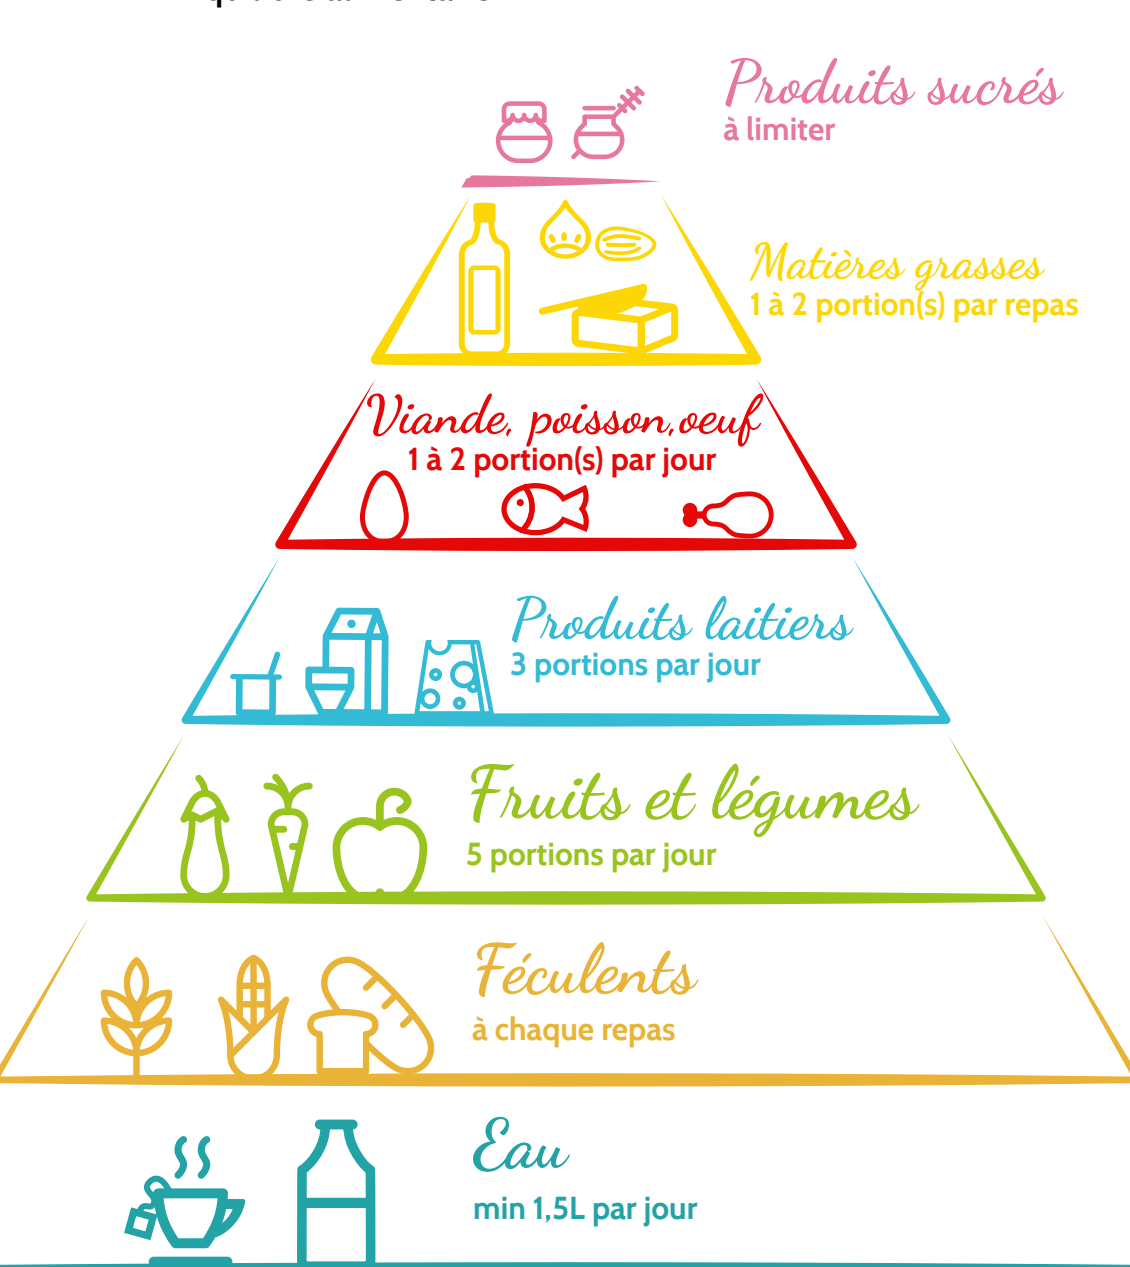 Produits sucrés
à limiter
Matières grasses
1 à 2 portion(s) par repas
Viande, poisson,oeuf
1 à 2 portion(s) par jour
Produits laitiers
3 portions par jour
Fruits et légumes
5 portions par jour
Féculents
à chaque repas
Eau
min 1,5L par jour